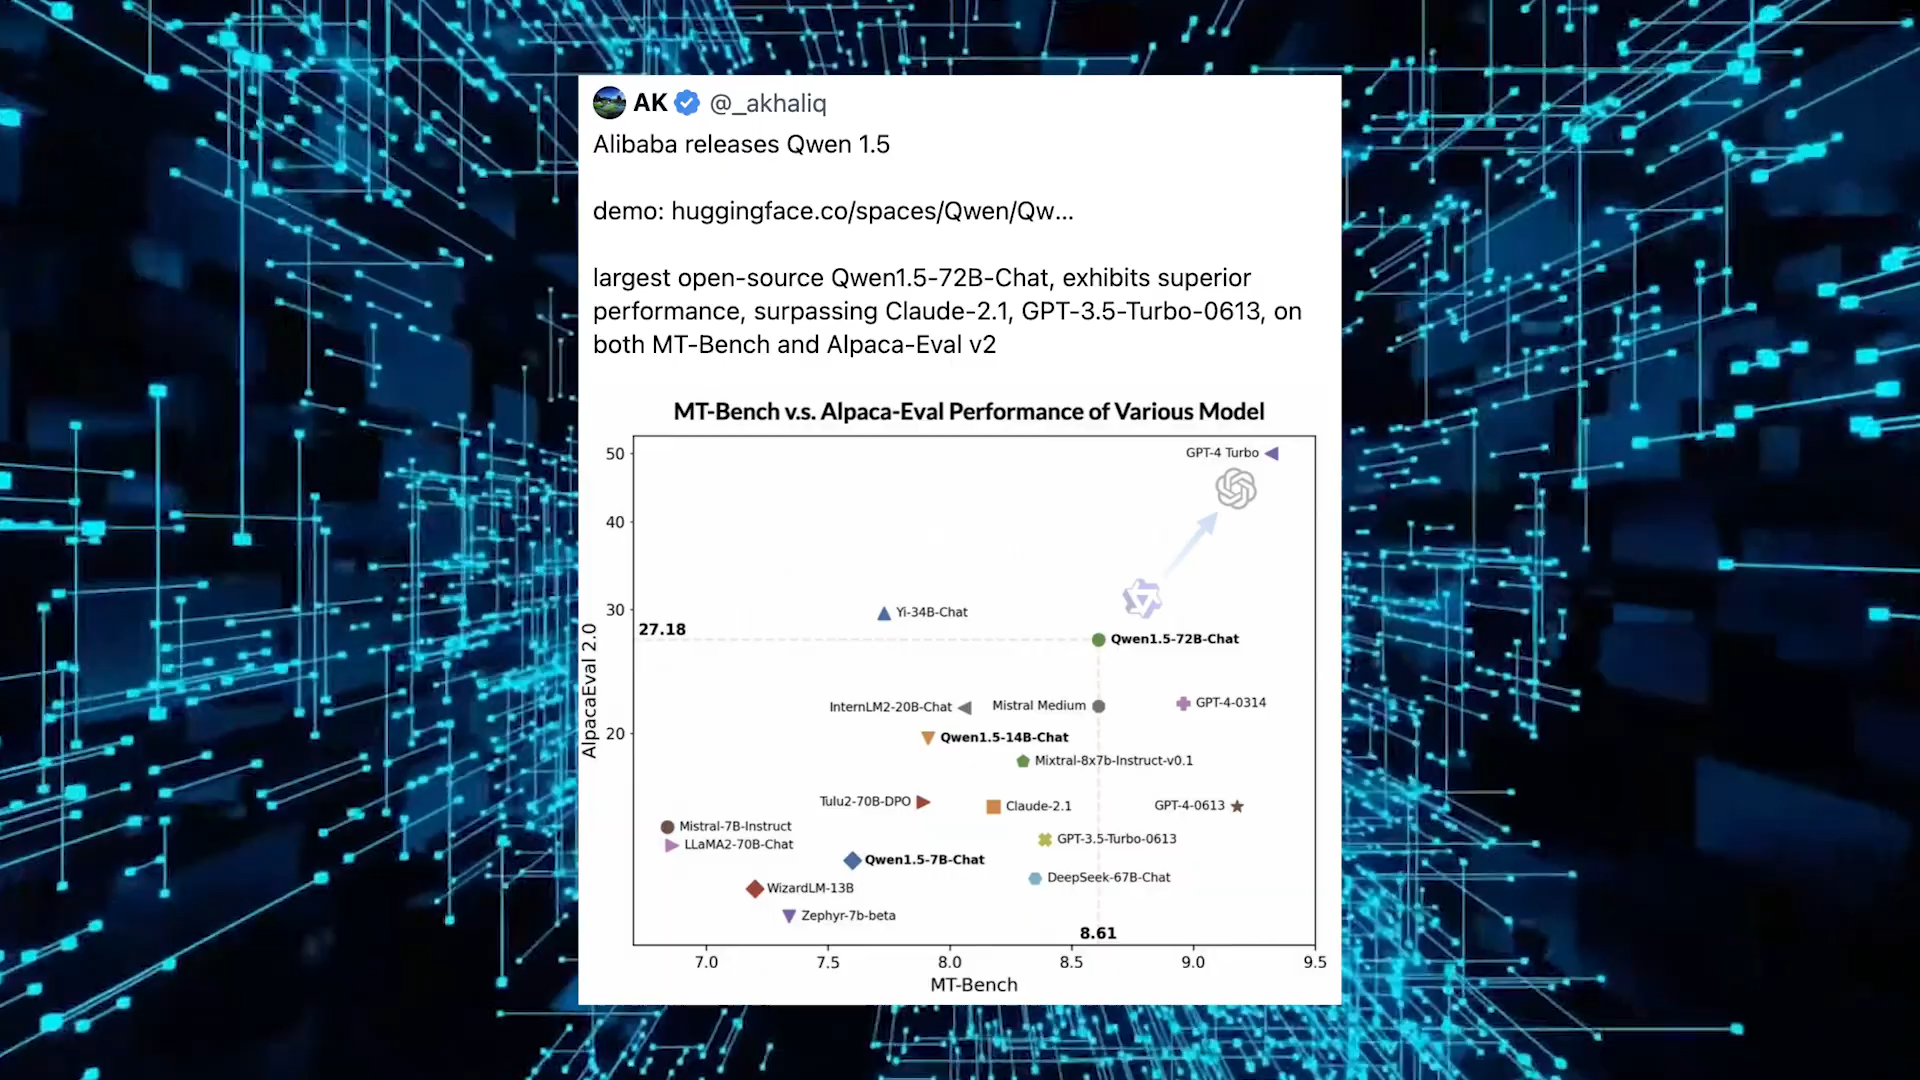 AK @_akhaliq
Alibaba releases Qwen 1.5
demo: huggingface.co/spaces/Qwen/Qw...
largest open-source Qwen1.5-72B-Chat, exhibits superior
performance, surpassing Claude-2.1, GPT-3.5-Turbo-0613, on
both MT-Bench and Alpaca-Eval v2
MT-Bench v.s. Alpaca-Eval Performance of Various Model
50
GPT-4 Turbo
40
30
Yi-34B-Chat
27.18
Qwen1.5-72B-Chat
AlpacaEval 2.0
InternLM2-20B-Chat
Mistral Medium
GPT-4-0314
20
Qwen1.5-14B-Chat
Mixtral-8x7b-Instruct-v0.1
Tulu2-70B-DPO
Claude-2.1
GPT-4-0613
Mistral-7B-Instruct
LLaMA2-70B-Chat
GPT-3.5-Turbo-0613
Qwen1.5-7B-Chat
DeepSeek-67B-Chat
WizardLM-13B
Zephyr-7b-beta
8.61
7.0 7.5 8.0 8.5 9.0 9.5
MT-Bench